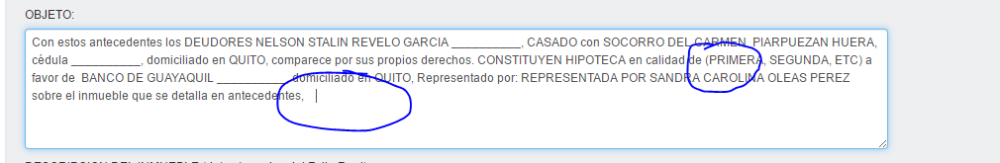 OBJETO:
Con estos antecedentes los DEUDORES NELSON STALIN REVELO GARCIA __________, CASADO con SOCORRO DEL CARMEN PIARPUEZAN HUERA,
cédula __________, domiciliado en QUITO, comparece por sus propios derechos. CONSTITUYEN HIPOTECA en calidad de (PRIMERA, SEGUNDA, ETC) a
favor de BANCO DE GUAYAQUIL __________, domiciliado en QUITO, Representado por: REPRESENTADA POR SANDRA CAROLINA OLEAS PEREZ
sobre el inmueble que se detalla en antecedentes,